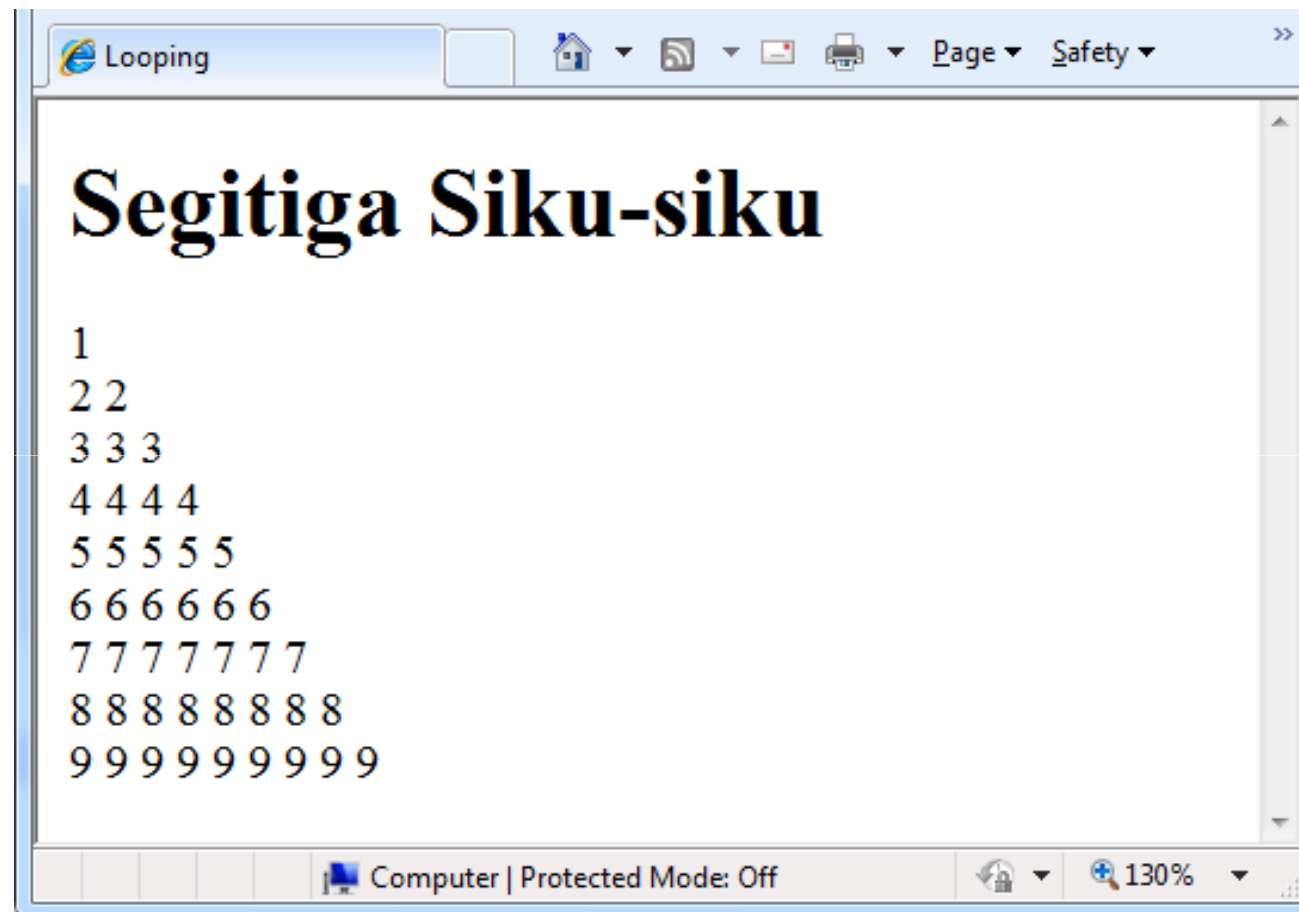 Looping Page Safety »
Segitiga Siku-siku
1
2 2
3 3 3
4 4 4 4
5 5 5 5 5
6 6 6 6 6 6
7 7 7 7 7 7 7
8 8 8 8 8 8 8 8
9 9 9 9 9 9 9 9 9
Computer | Protected Mode: Off 130%